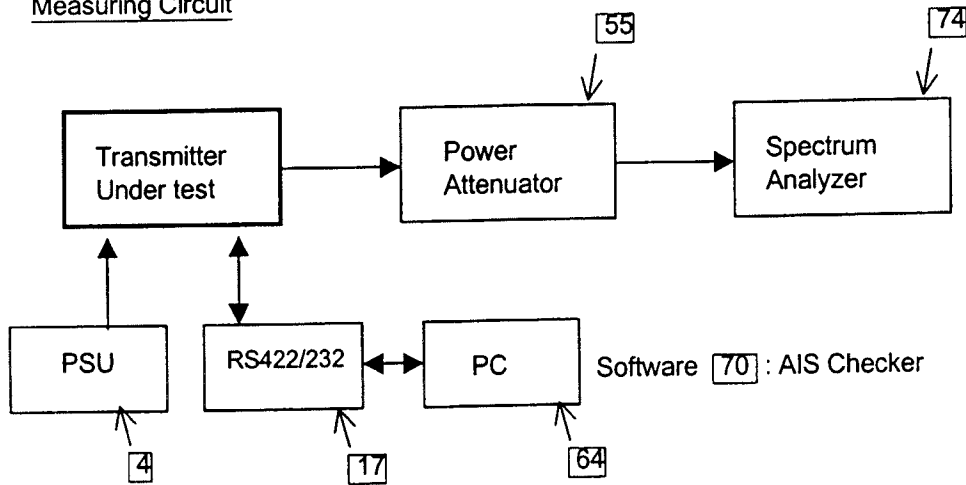 Measuring Circuit
55
74
Transmitter
Under test
Power
Attenuator
Spectrum
Analyzer
PSU
RS422/232
PC
Software 70 : AIS Checker
4
17
64